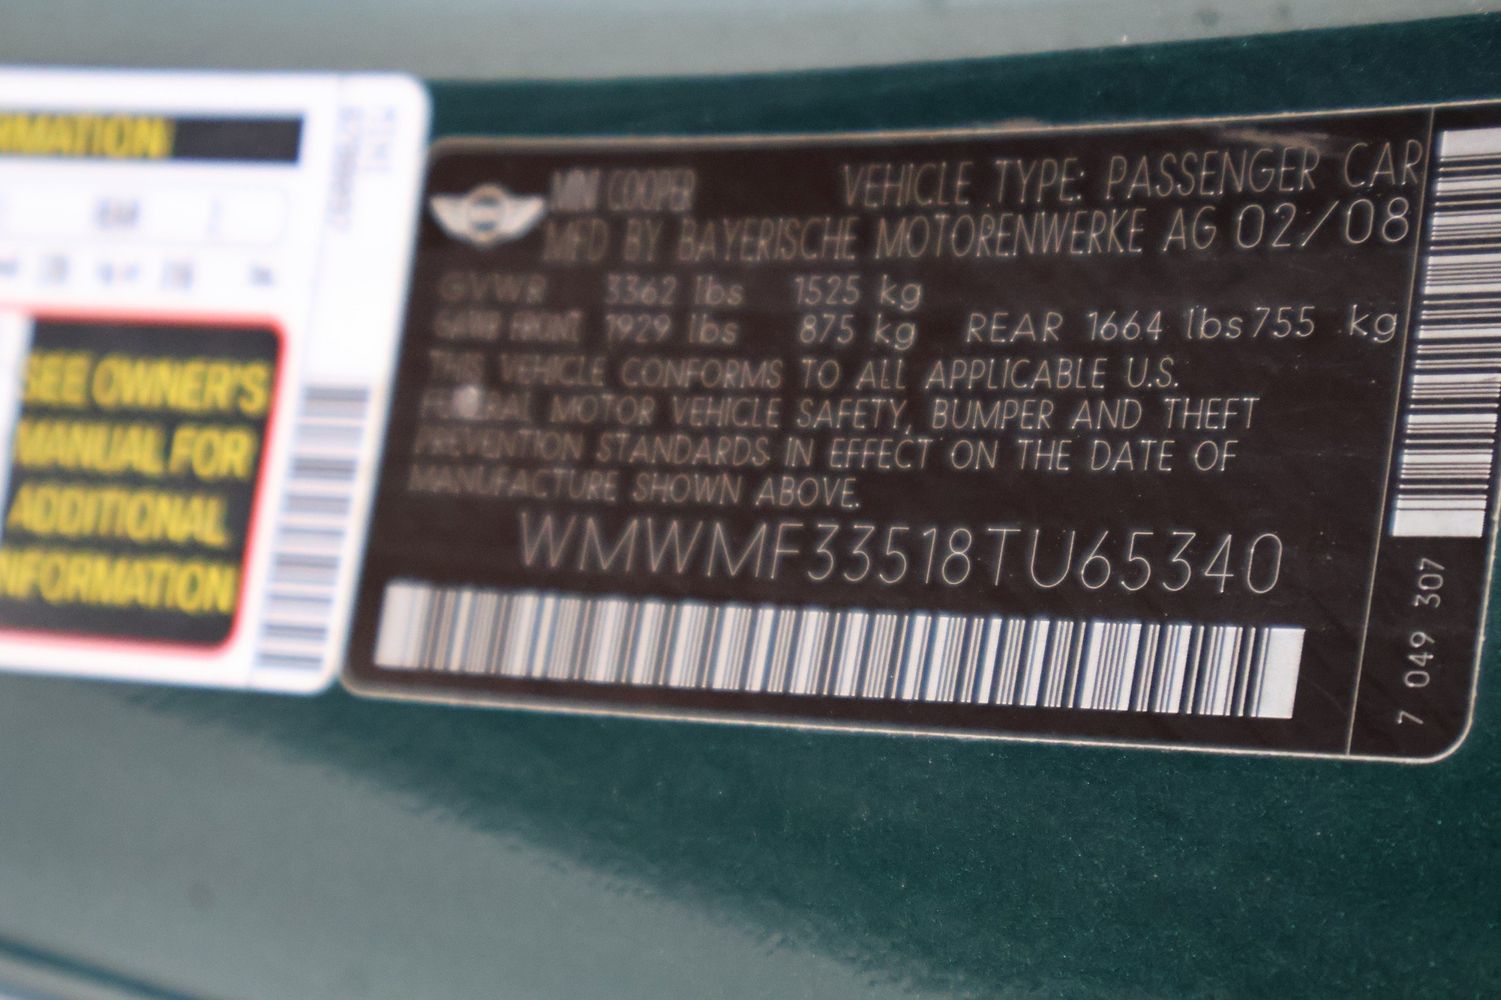 MATION
SEE OWNER'S
MANUAL FOR
ADDITIONAL
INFORMATION
MINI COOPER VEHICLE TYPE: PASSENGER CAR
MFD BY BAYERISCHE MOTORENWERKE AG 02/08
GVWR 3362 lbs 1525 kg
GAWR FRONT 1929 lbs 875 kg REAR 1664 lbs 755 kg
THIS VEHICLE CONFORMS TO ALL APPLICABLE U.S.
FEDERAL MOTOR VEHICLE SAFETY, BUMPER AND THEFT
PREVENTION STANDARDS IN EFFECT ON THE DATE OF
MANUFACTURE SHOWN ABOVE.
WMWMF33518TU65340
7 049 307